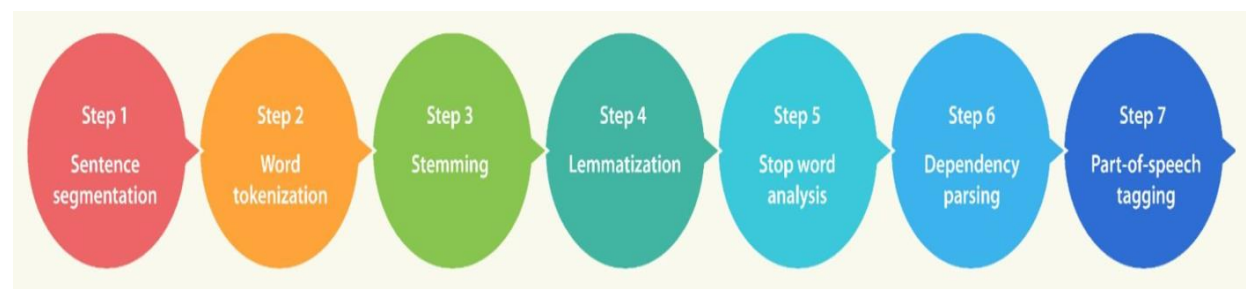 Step 1
Sentence
segmentation
Step 2
Word
tokenization
Step 3
Stemming
Step 4
Lemmatization
Step 5
Stop word
analysis
Step 6
Dependency
parsing
Step 7
Part-of-speech
tagging